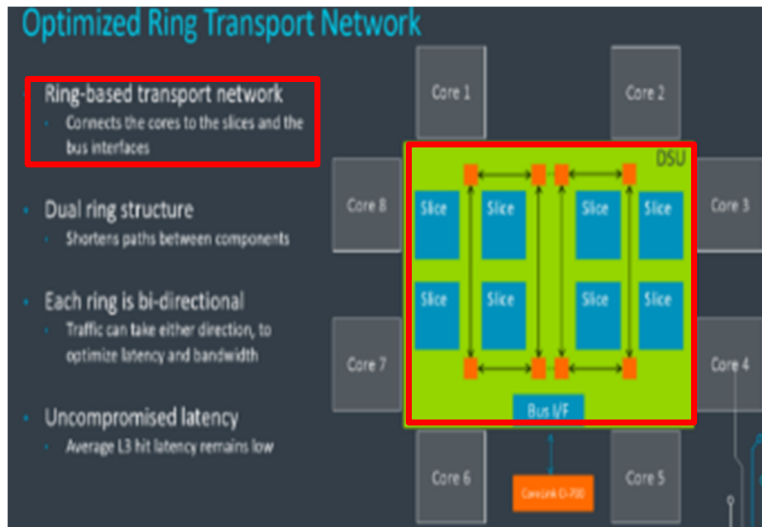 Optimized Ring Transport Network
Ring-based transport network
Connects the cores to the slices and the
bus interfaces
Dual ring structure
Shortens paths between components
Each ring is bi-directional
Traffic can take either direction, to
optimize latency and bandwidth
Uncompromised latency
Average L3 hit latency remains low
Core 1
Core 2
DSU
Core 8
Slice
Slice
Slice
Slice
Core 3
Slice
Slice
Slice
Slice
Core 7
Core 4
Bus I/F
Core 6
CoreLink CI-700
Core 5